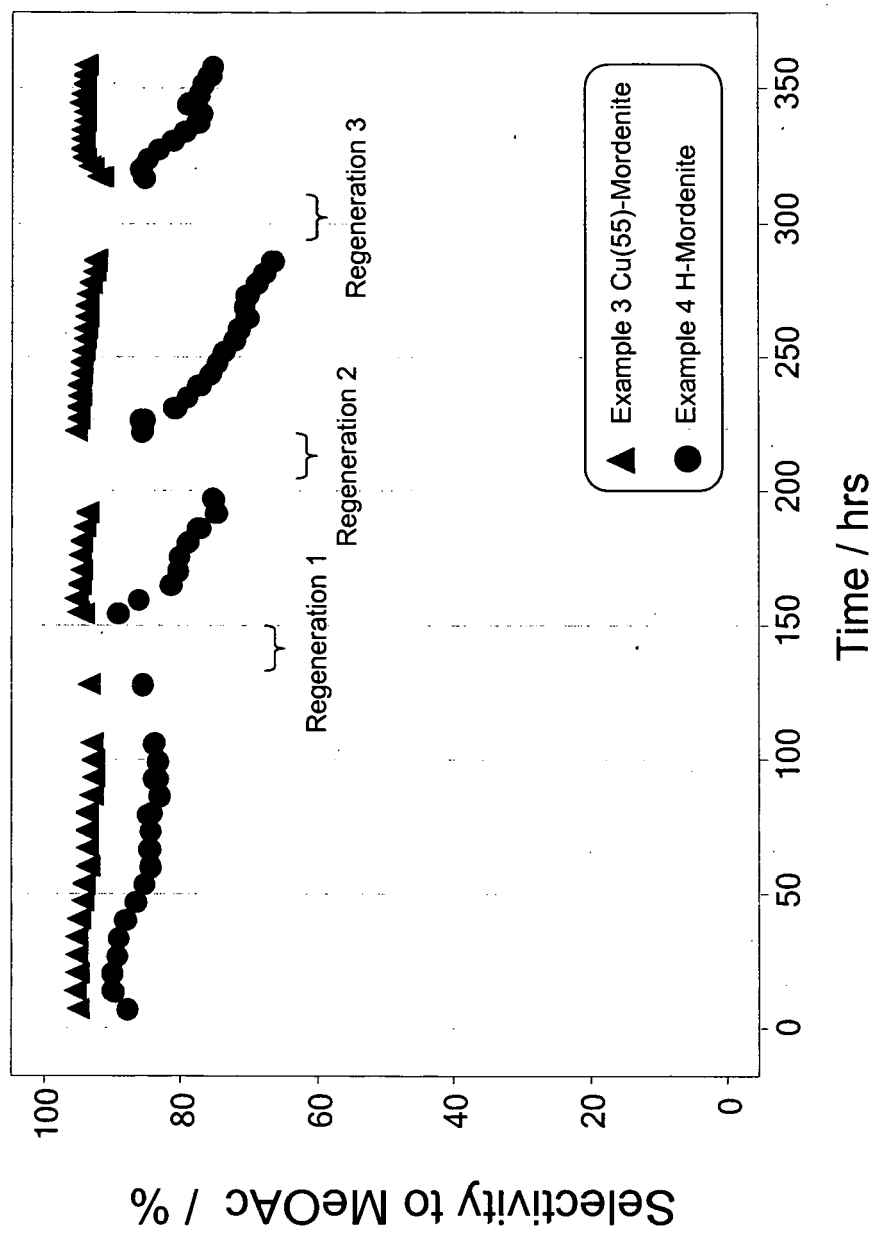 Selectivity to MeOAc / %
100
80
60
40
20
0
Regeneration 1
Regeneration 2
Regeneration 3
Example 3 Cu(55)-Mordenite
Example 4 H-Mordenite
0
50
100
150
200
250
300
350
Time / hrs